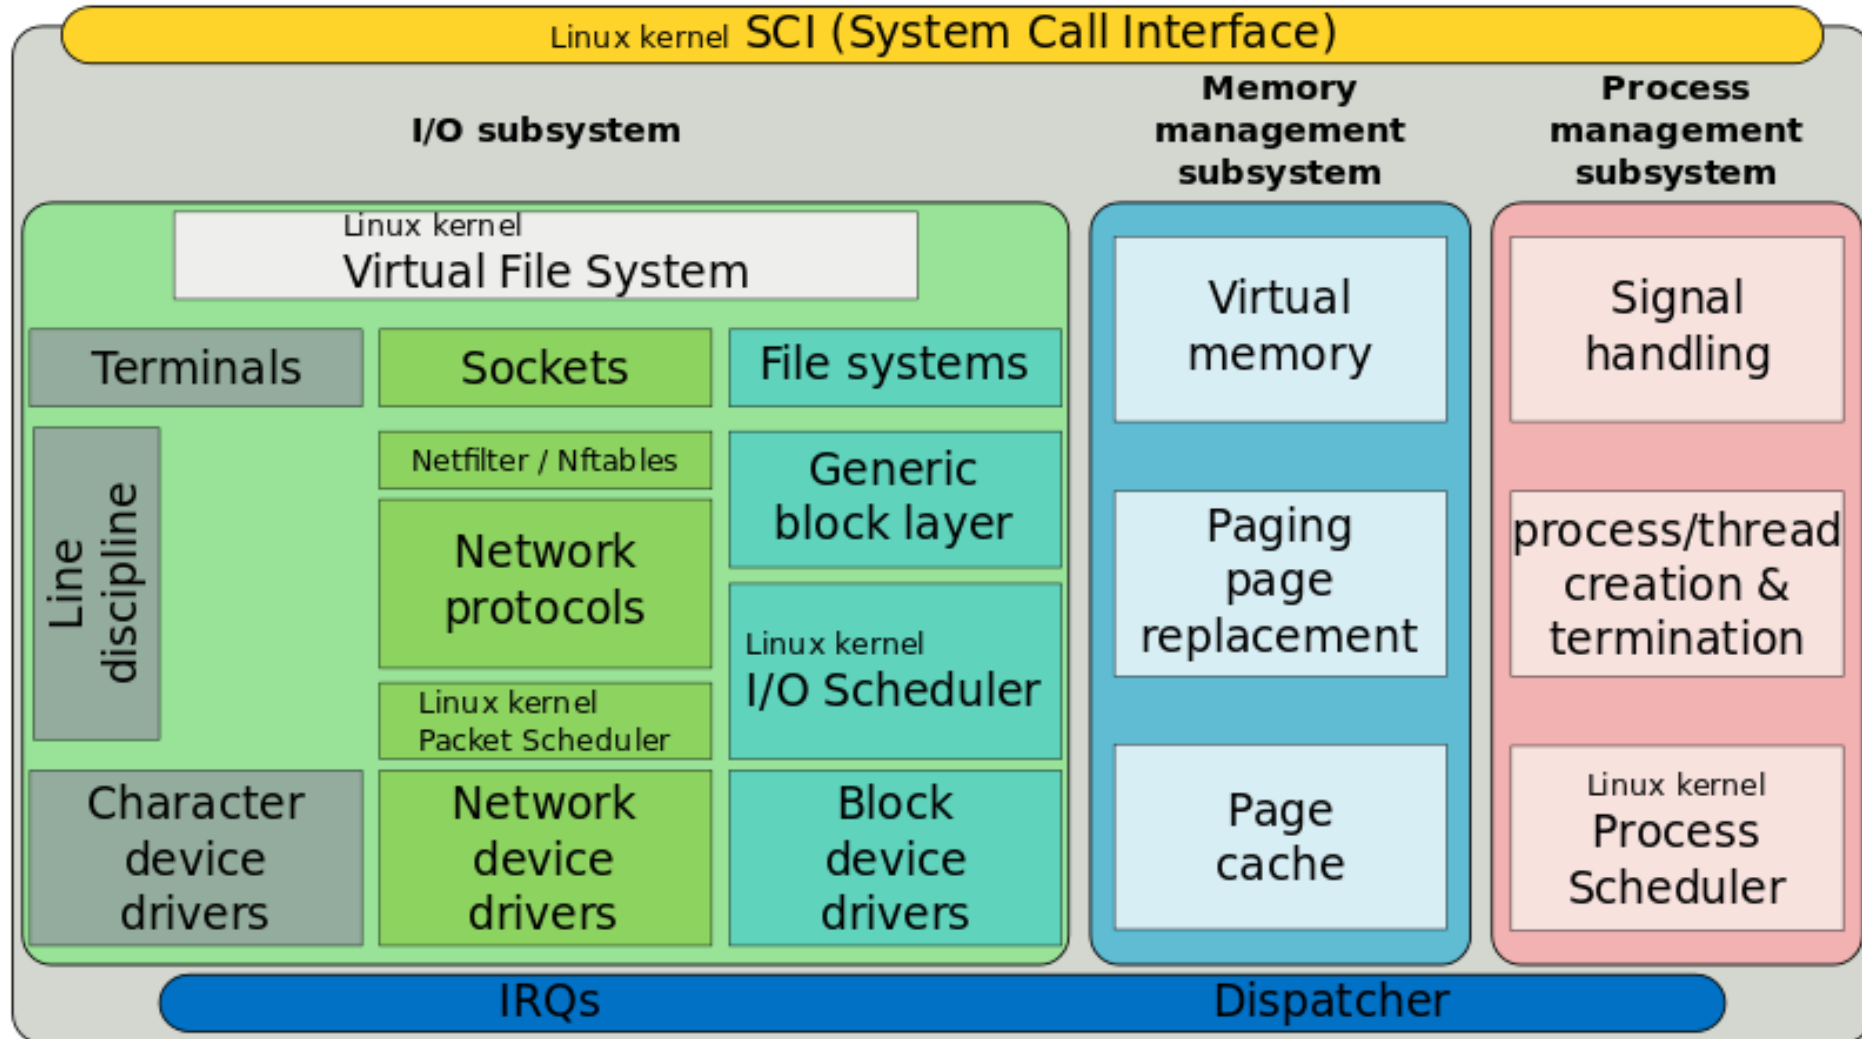 Linux kernel SCI (System Call Interface)
I/O subsystem
Memory
management
subsystem
Process
management
subsystem
Linux kernel
Virtual File System
Terminals
Sockets
File systems
Line
discipline
Netfilter / Nftables
Network
protocols
Linux kernel
Packet Scheduler
Generic
block layer
Linux kernel
I/O Scheduler
Character
device
drivers
Network
device
drivers
Block
device
drivers
Virtual
memory
Paging
page
replacement
Page
cache
Signal
handling
process/thread
creation &
termination
Linux kernel
Process
Scheduler
IRQs
Dispatcher